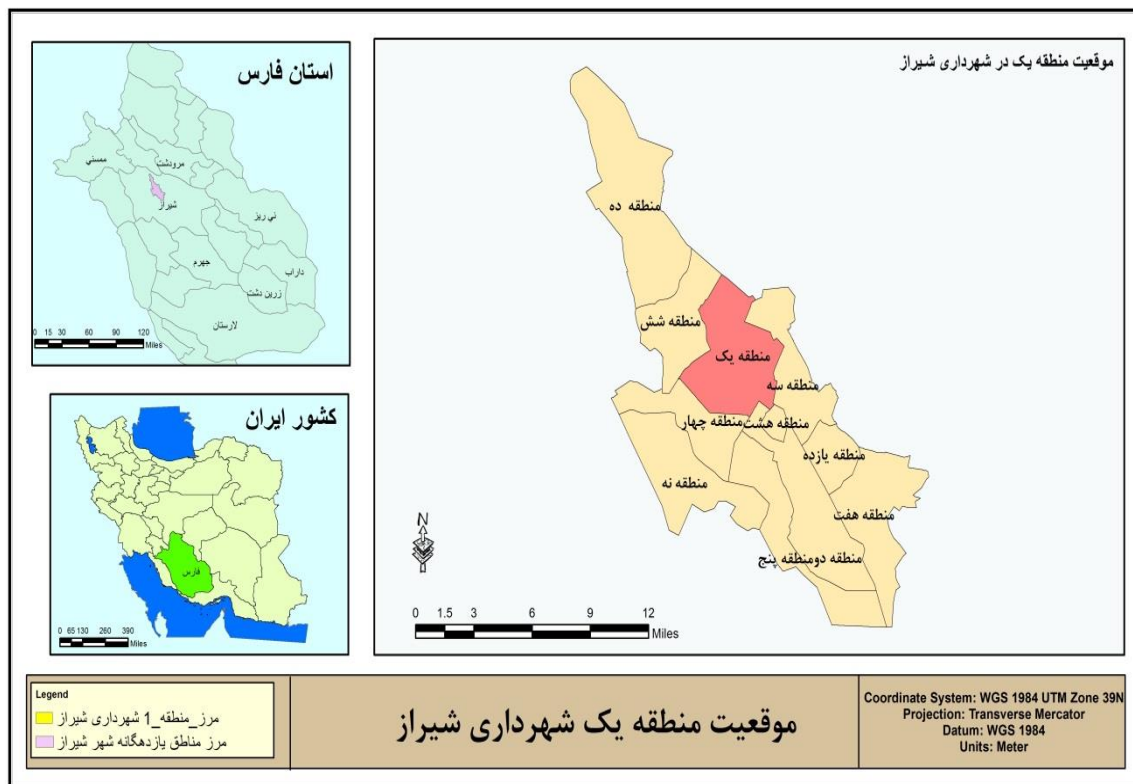 استان فارس
ممسني
مرودشت
شیراز
ني ریز
جهرم
داراب
زرین دشت
لارستان
0 15 30 60 90 120
Miles
کشور ایران
فارس
0 65 130 260 390
Miles
موقعیت منطقه یک در شهرداری شیراز
منطقه ده
منطقه شش
منطقه یک
منطقه سه
منطقه چهار
منطقه هشت
منطقه یازده
منطقه نه
منطقه هفت
منطقه دو
منطقه پنج
N
0 1.5 3 6 9 12
Miles
Legend
مرز_منطقه_1 شهرداری شیراز
مرز مناطق یازدهگانه شهر شیراز
موقعیت منطقه یک شهرداری شیراز
Coordinate System: WGS 1984 UTM Zone 39N
Projection: Transverse Mercator
Datum: WGS 1984
Units: Meter